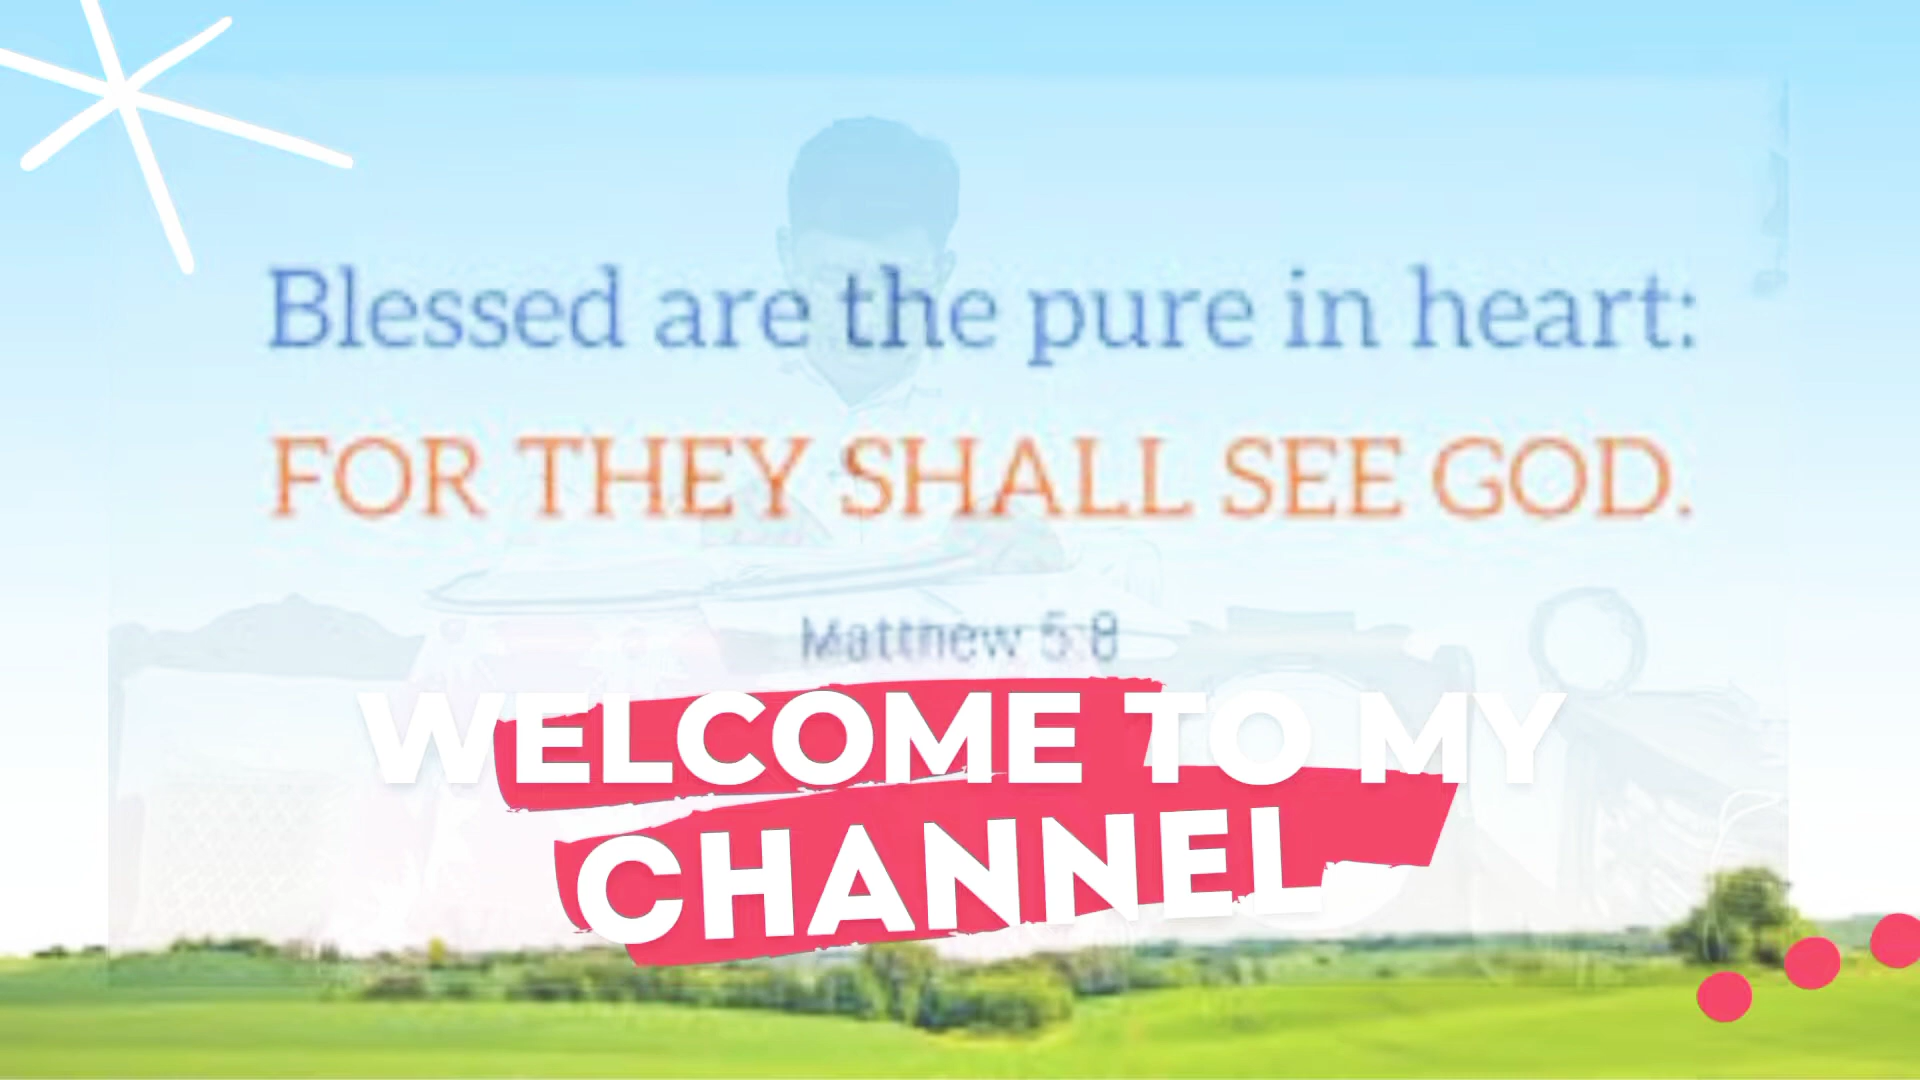 Blessed are the pure in heart:
FOR THEY SHALL SEE GOD.
Matthew 5:8
WELCOME TO MY
CHANNEL